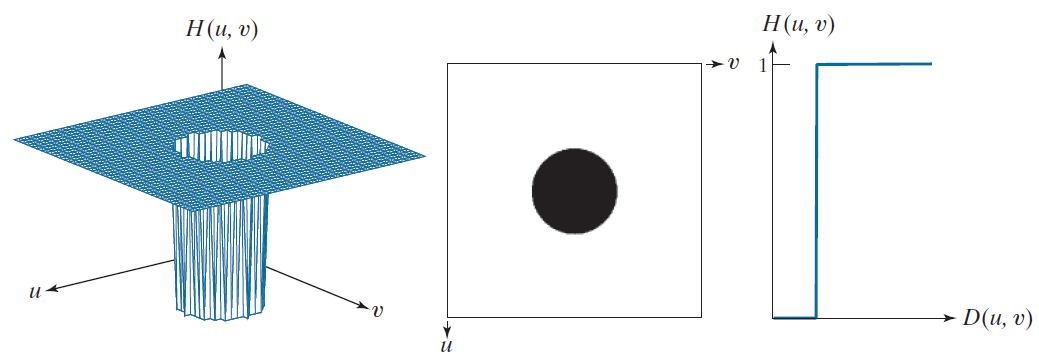 H(u, v)
u
v
v
u
H(u, v)
1
D(u, v)